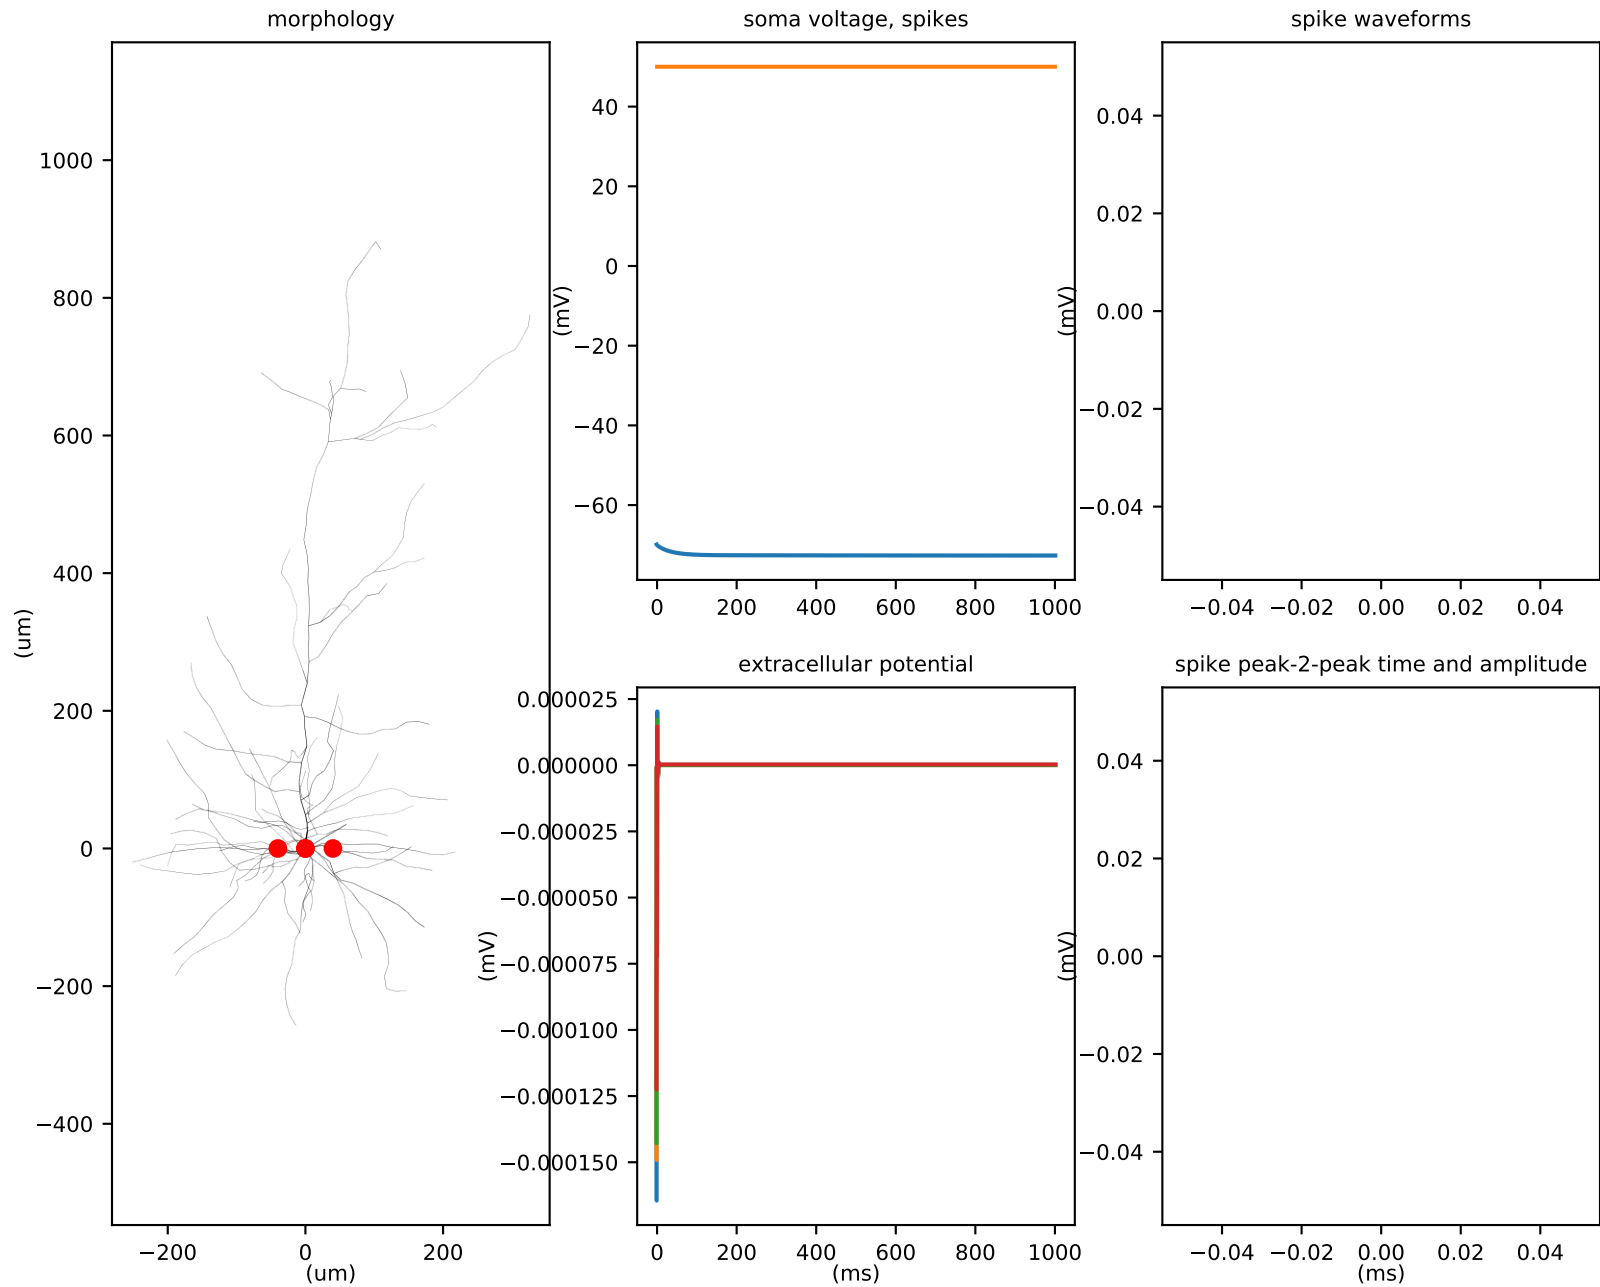 morphology
1000
800
600
400
200
0
−200
−400
(um)
−200 0 200
(um)
soma voltage, spikes
40
20
0
−20
−40
−60
(mV)
0 200 400 600 800 1000
spike waveforms
0.04
0.02
0.00
−0.02
−0.04
(mV)
−0.04 −0.02 0.00 0.02 0.04
extracellular potential
0.000025
0.000000
−0.000025
−0.000050
−0.000075
−0.000100
−0.000125
−0.000150
(mV)
0 200 400 600 800 1000
(ms)
spike peak-2-peak time and amplitude
0.04
0.02
0.00
−0.02
−0.04
(mV)
−0.04 −0.02 0.00 0.02 0.04
(ms)